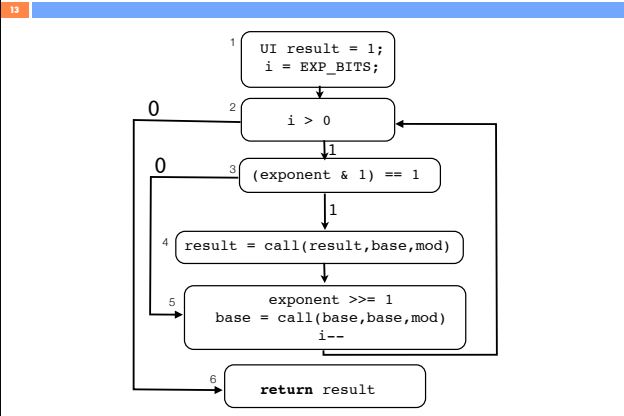 13
1
UI result = 1;
i = EXP_BITS;
2
0
i > 0
1
3
0
(exponent & 1) == 1
1
4
result = call(result,base,mod)
5
exponent >>= 1
base = call(base,base,mod)
i--
6
return result